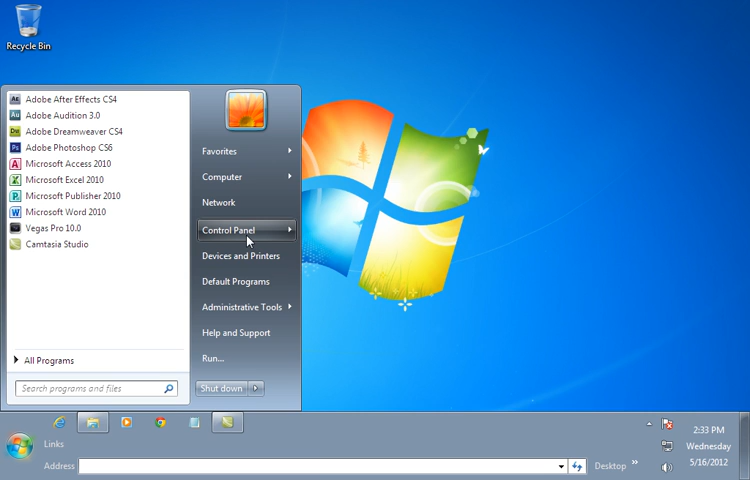 Recycle Bin
Adobe After Effects CS4
Adobe Audition 3.0
Adobe Dreamweaver CS4
Adobe Photoshop CS6
Microsoft Access 2010
Microsoft Excel 2010
Microsoft Publisher 2010
Microsoft Word 2010
Vegas Pro 10.0
Camtasia Studio
All Programs
Search programs and files
Favorites
Computer
Network
Control Panel
Devices and Printers
Default Programs
Administrative Tools
Help and Support
Run...
Shut down
Links
Address
Desktop
2:33 PM
Wednesday
5/16/2012